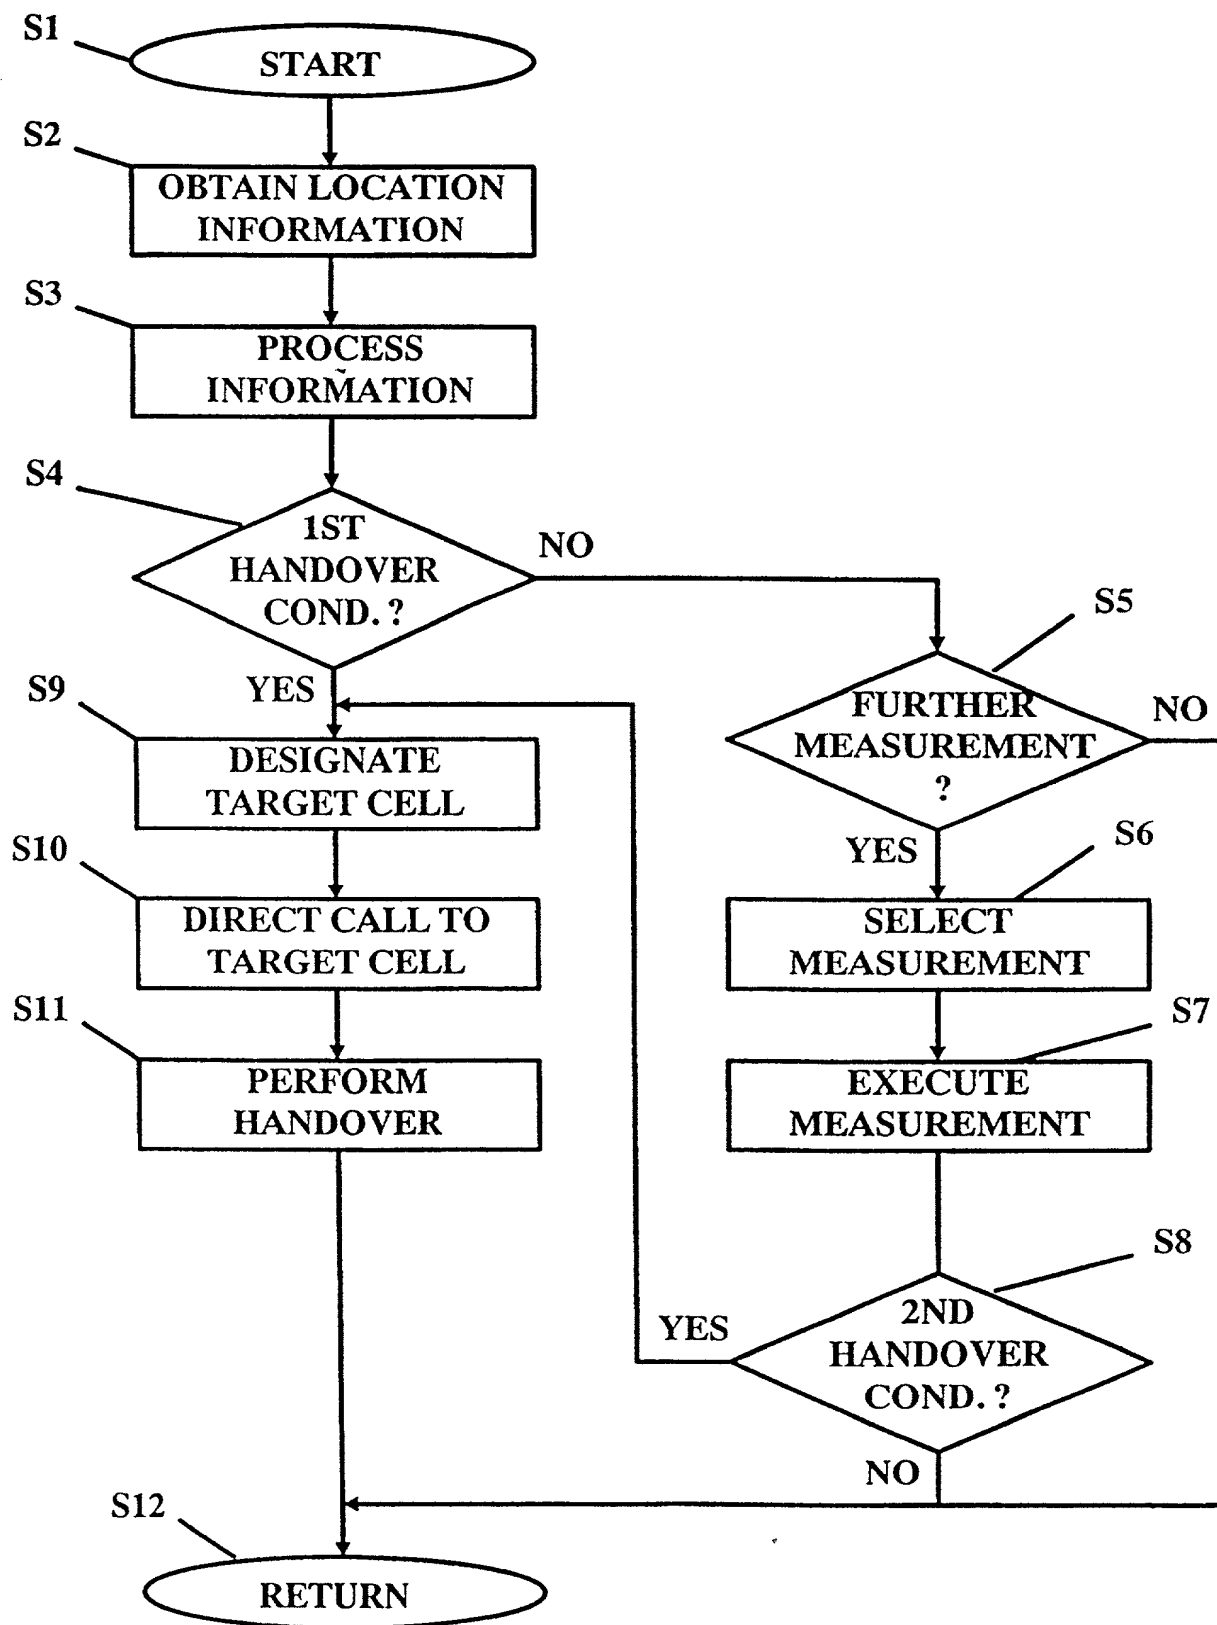 S1
START
S2
OBTAIN LOCATION
INFORMATION
S3
PROCESS
INFORMATION
S4
1ST
HANDOVER
COND. ?
NO
YES
S5
FURTHER
MEASUREMENT
?
NO
YES
S6
SELECT
MEASUREMENT
S7
EXECUTE
MEASUREMENT
S8
2ND
HANDOVER
COND. ?
YES
NO
S9
DESIGNATE
TARGET CELL
S10
DIRECT CALL TO
TARGET CELL
S11
PERFORM
HANDOVER
S12
RETURN